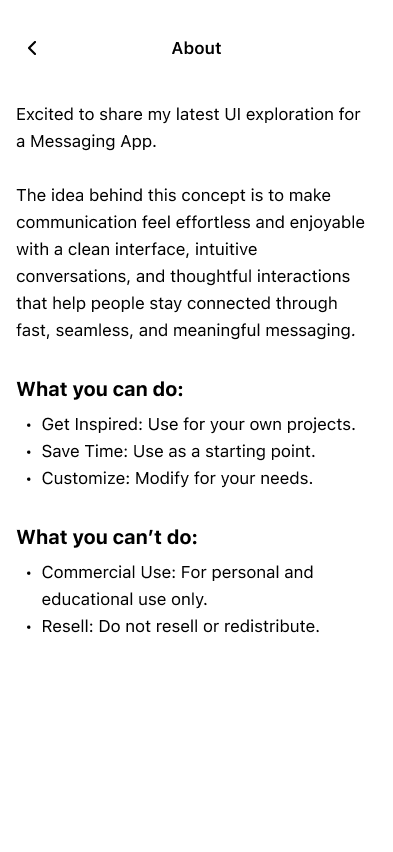 About
Excited to share my latest UI exploration for
a Messaging App.
The idea behind this concept is to make
communication feel effortless and enjoyable
with a clean interface, intuitive
conversations, and thoughtful interactions
that help people stay connected through
fast, seamless, and meaningful messaging.
What you can do:
• Get Inspired: Use for your own projects.
• Save Time: Use as a starting point.
• Customize: Modify for your needs.
What you can’t do:
• Commercial Use: For personal and
educational use only.
• Resell: Do not resell or redistribute.